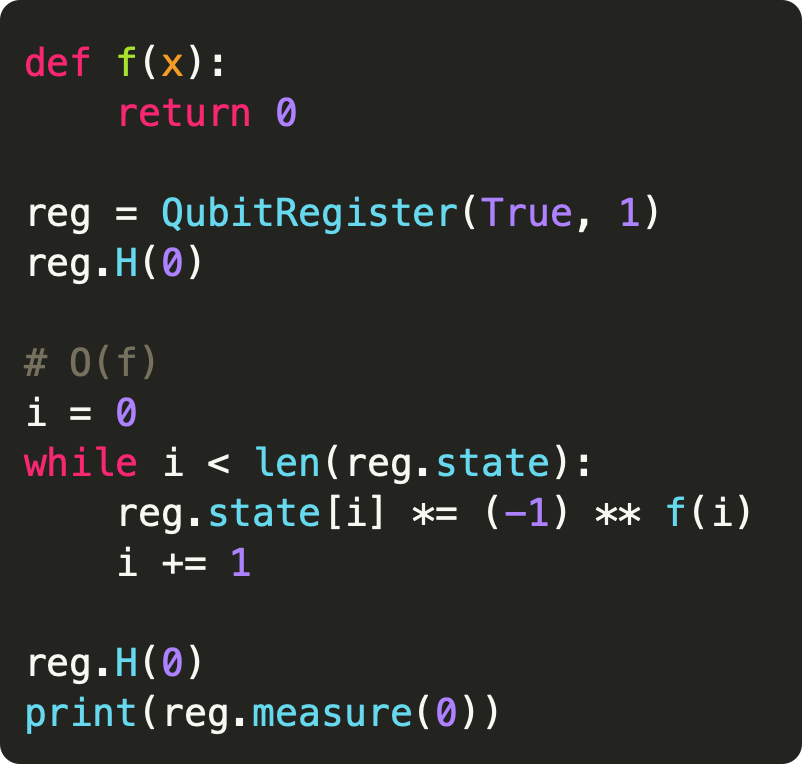 def f(x):
    return 0

reg = QubitRegister(True, 1)
reg.H(0)

# O(f)
i = 0
while i < len(reg.state):
    reg.state[i] *= (-1) ** f(i)
    i += 1

reg.H(0)
print(reg.measure(0))